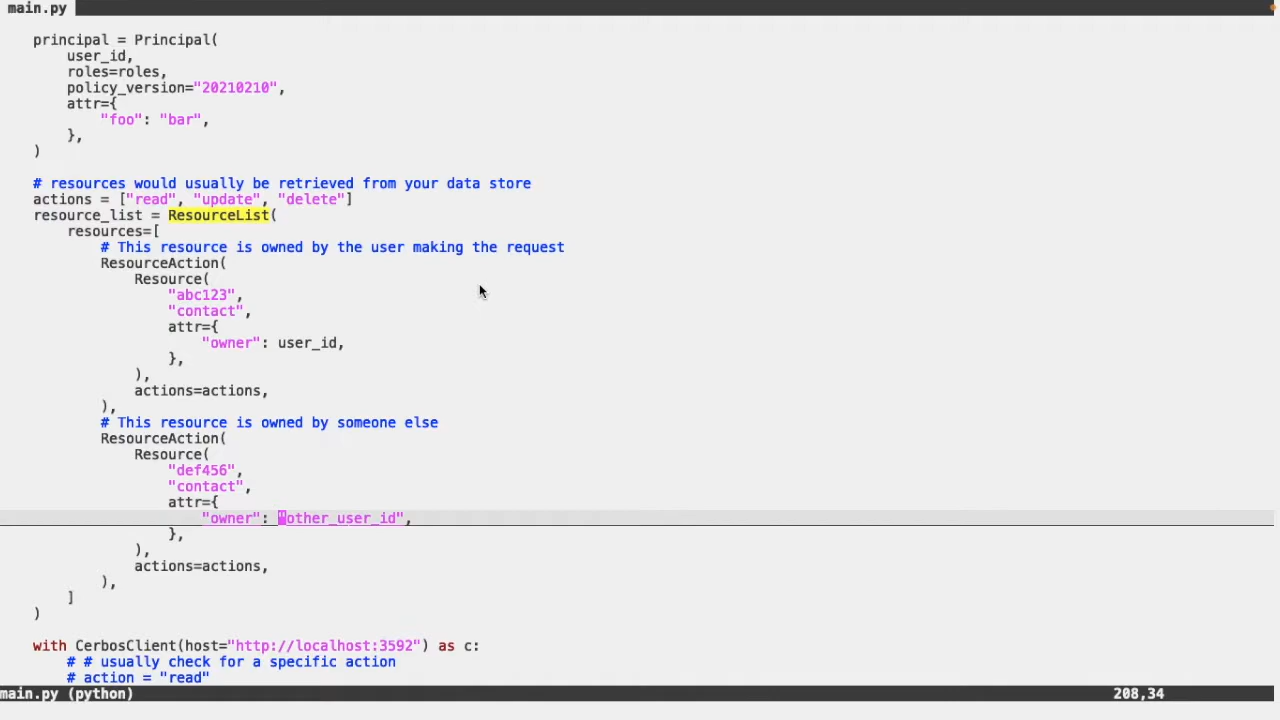 main.py
principal = Principal(
user_id,
roles=roles,
policy_version="20210210",
attr={
"foo": "bar",
},
)
# resources would usually be retrieved from your data store
actions = ["read", "update", "delete"]
resource_list = ResourceList(
resources=[
# This resource is owned by the user making the request
ResourceAction(
Resource(
"abc123",
"contact",
attr={
"owner": user_id,
},
),
actions=actions,
),
# This resource is owned by someone else
ResourceAction(
Resource(
"def456",
"contact",
attr={
"owner": "other_user_id",
},
),
actions=actions,
),
]
)
with CerbosClient(host="http://localhost:3592") as c:
# # usually check for a specific action
# action = "read"
main.py (python) 208,34